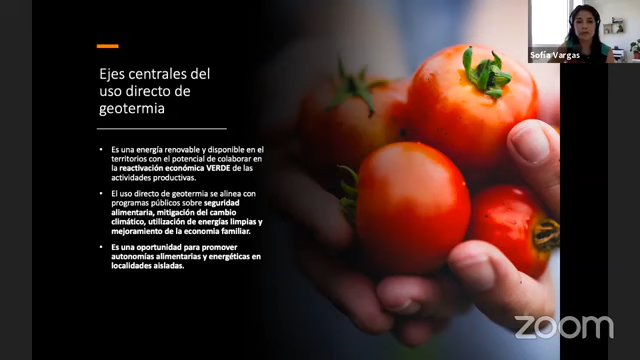 Sofía Vargas
Ejes centrales del
uso directo de
geotermia
• Es una energía renovable y disponible en el
territorios con el potencial de colaborar en
la reactivación económica VERDE de las
actividades productivas.
• El uso directo de geotermia se alinea con
programas públicos sobre seguridad
alimentaria, mitigación del cambio
climático, utilización de energías limpias y
mejoramiento de la economía familiar.
• Es una oportunidad para promover
autonomías alimentarias y energéticas en
localidades aisladas.
zoom